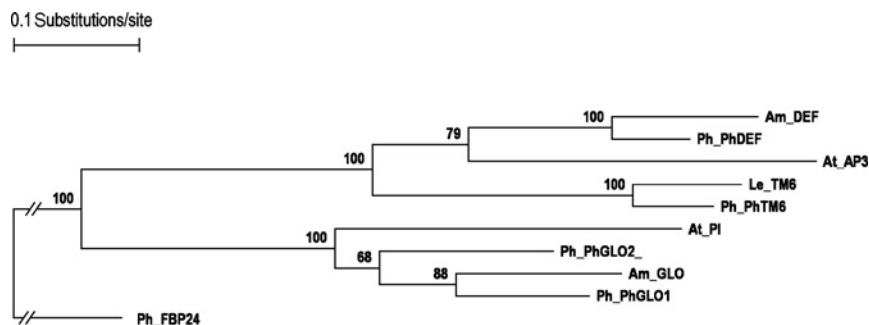 0.1 Substitutions/site
100
Am_DEF
79
Ph_PhDEF
100
At_AP3
100
Le_TM6
100
Ph_PhTM6
100
At_PI
68
Ph_PhGLO2_
88
Am_GLO
Ph_PhGLO1
Ph_FBP24